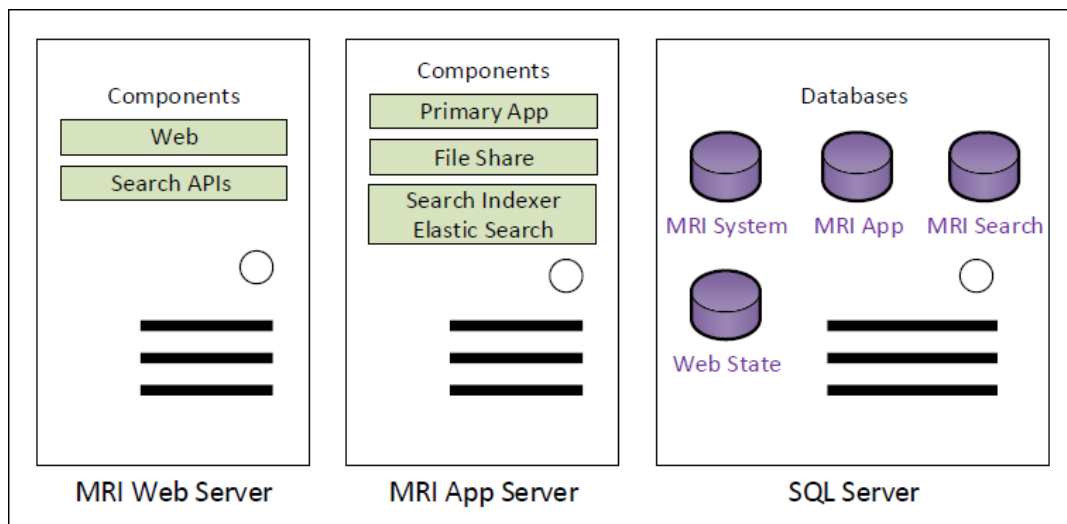 Components
Web
Search APIs
MRI Web Server
Components
Primary App
File Share
Search Indexer
Elastic Search
MRI App Server
Databases
MRI System
MRI App
MRI Search
Web State
SQL Server